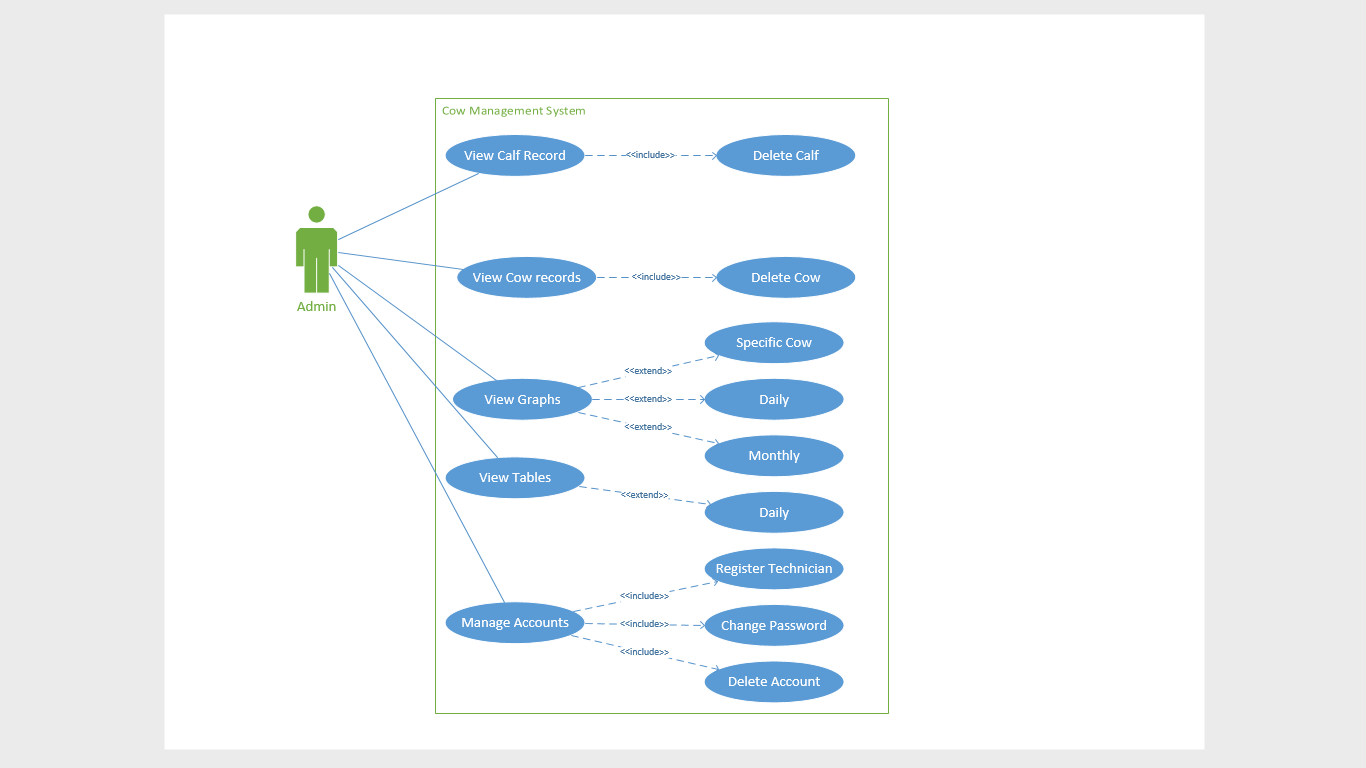 Cow Management System
View Calf Record
<<include>>
Delete Calf
View Cow records
<<include>>
Delete Cow
Admin
Specific Cow
<<extend>>
View Graphs
<<extend>>
Daily
<<extend>>
Monthly
View Tables
<<extend>>
Daily
Register Technician
<<include>>
Manage Accounts
<<include>>
Change Password
<<include>>
Delete Account